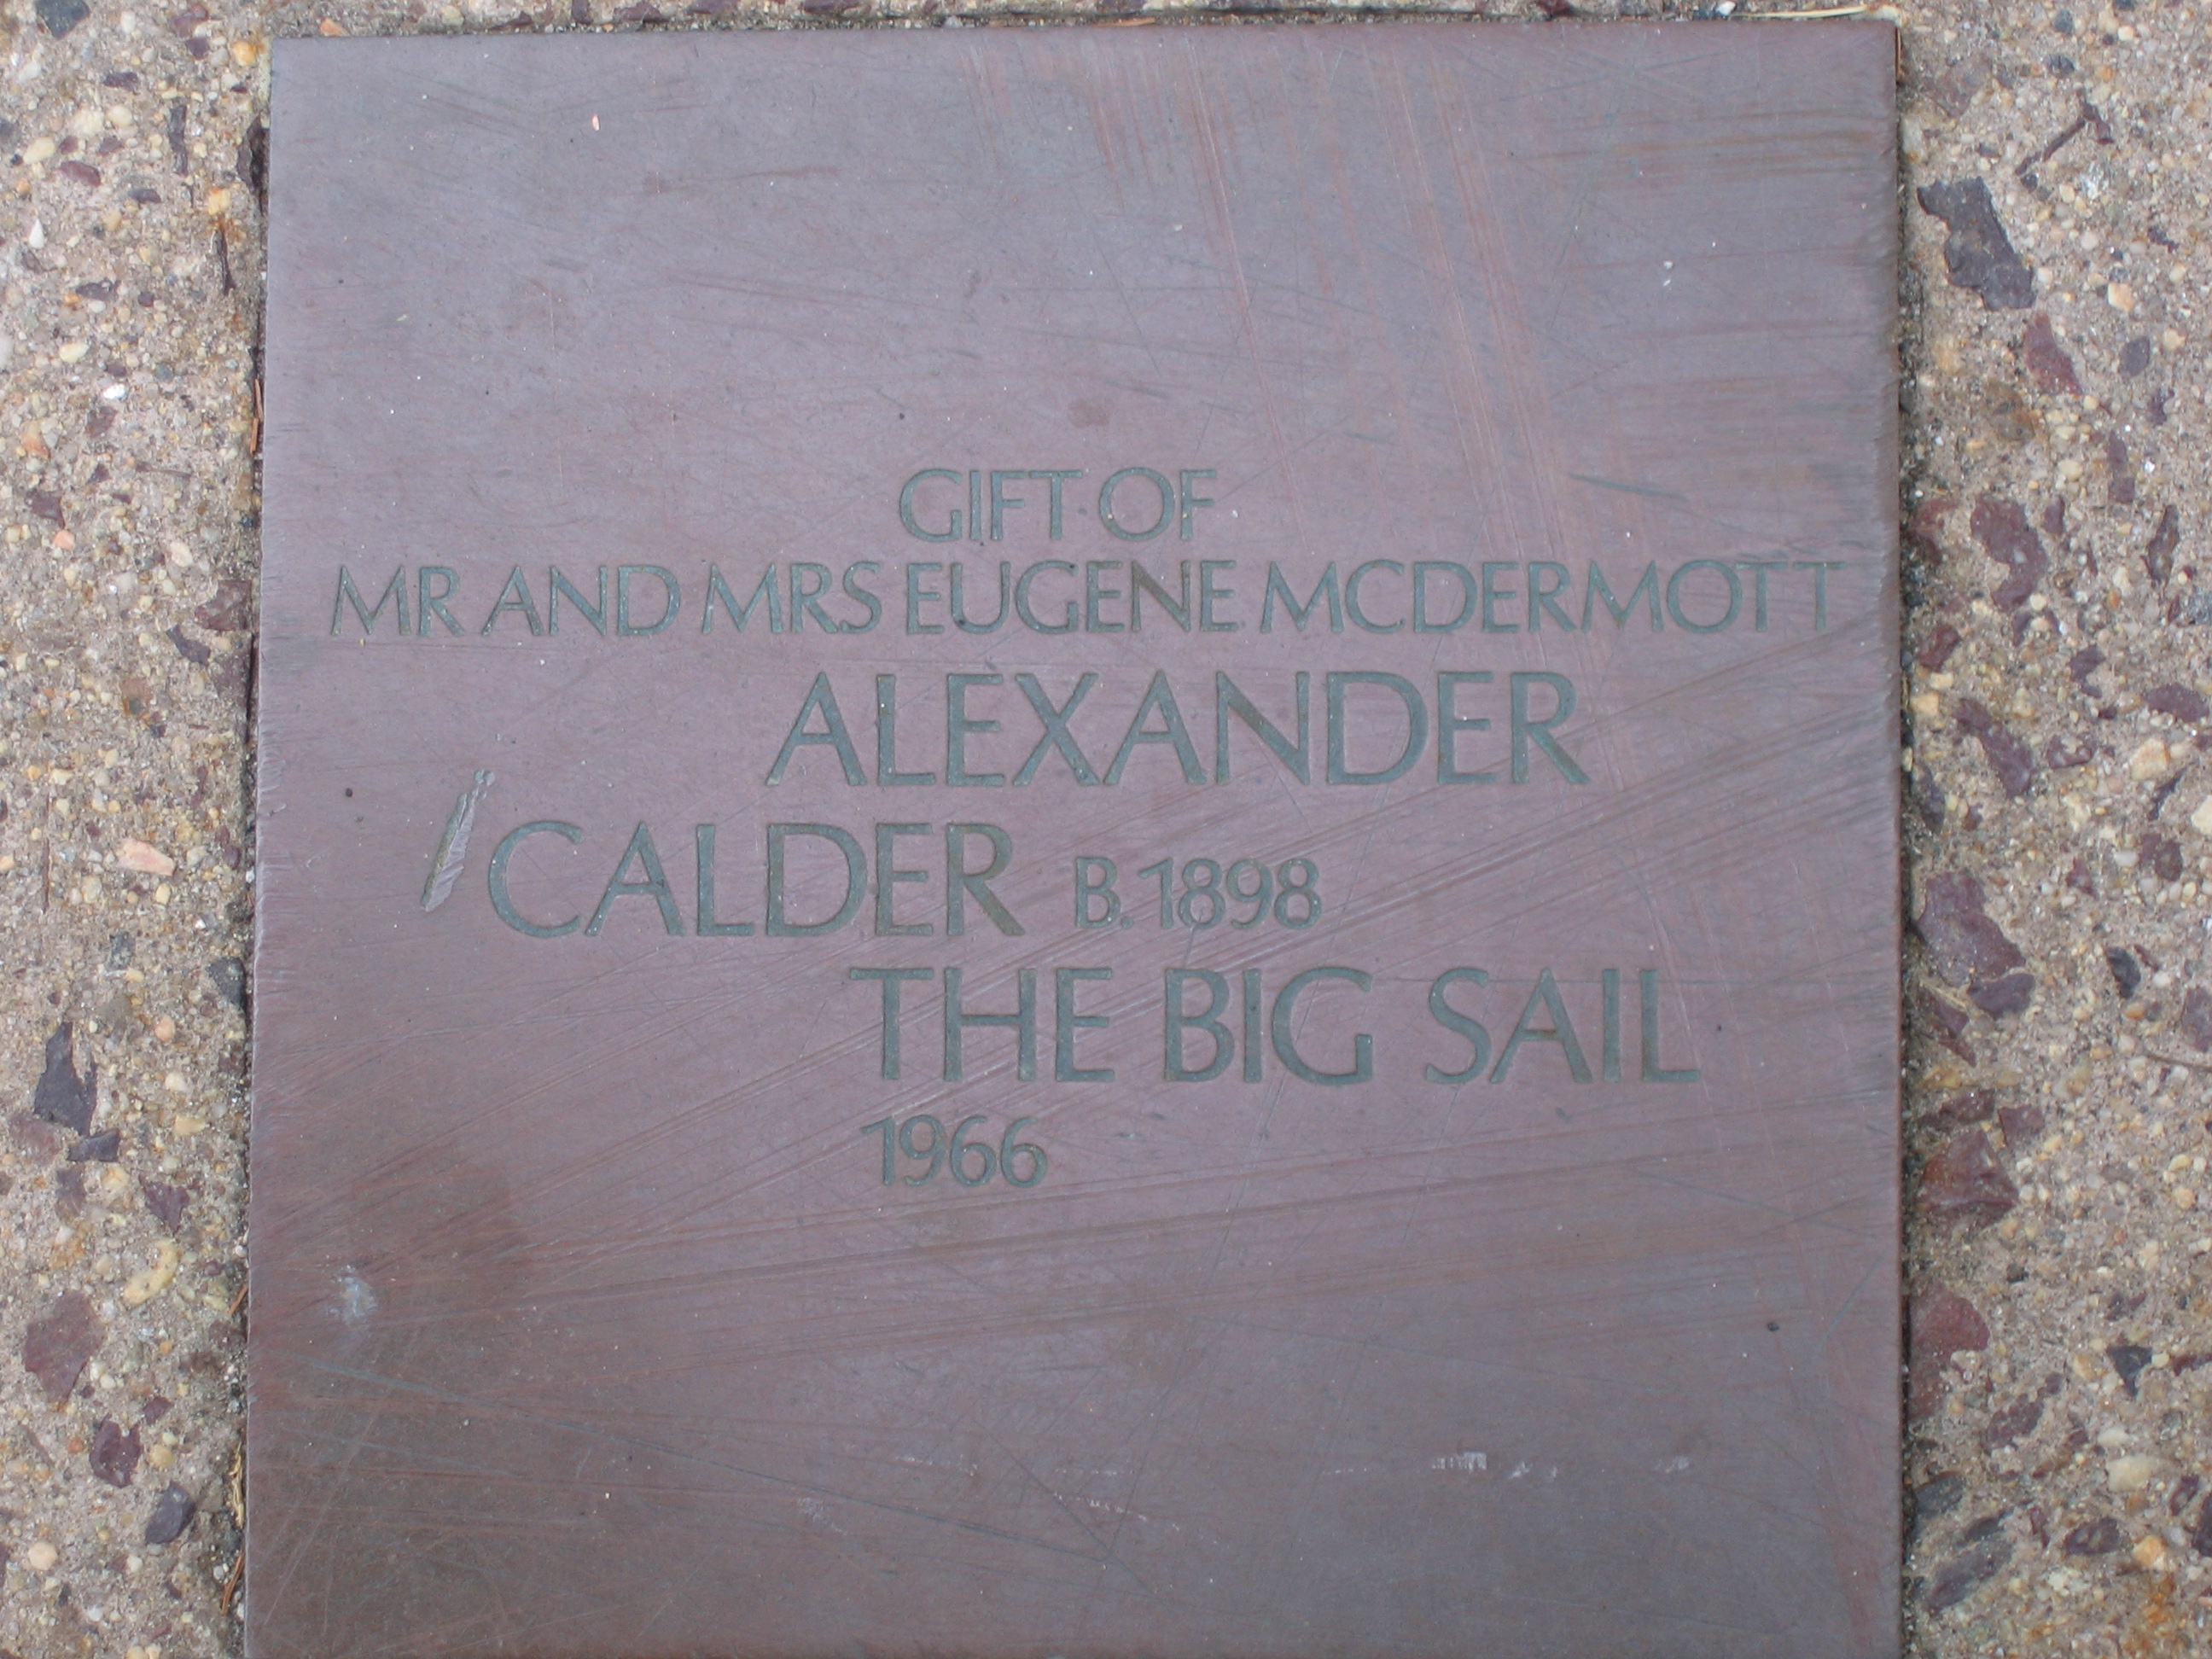 GIFT OF
MR AND MRS EUGENE MCDERMOTT
ALEXANDER
CALDER B. 1898
THE BIG SAIL
1966